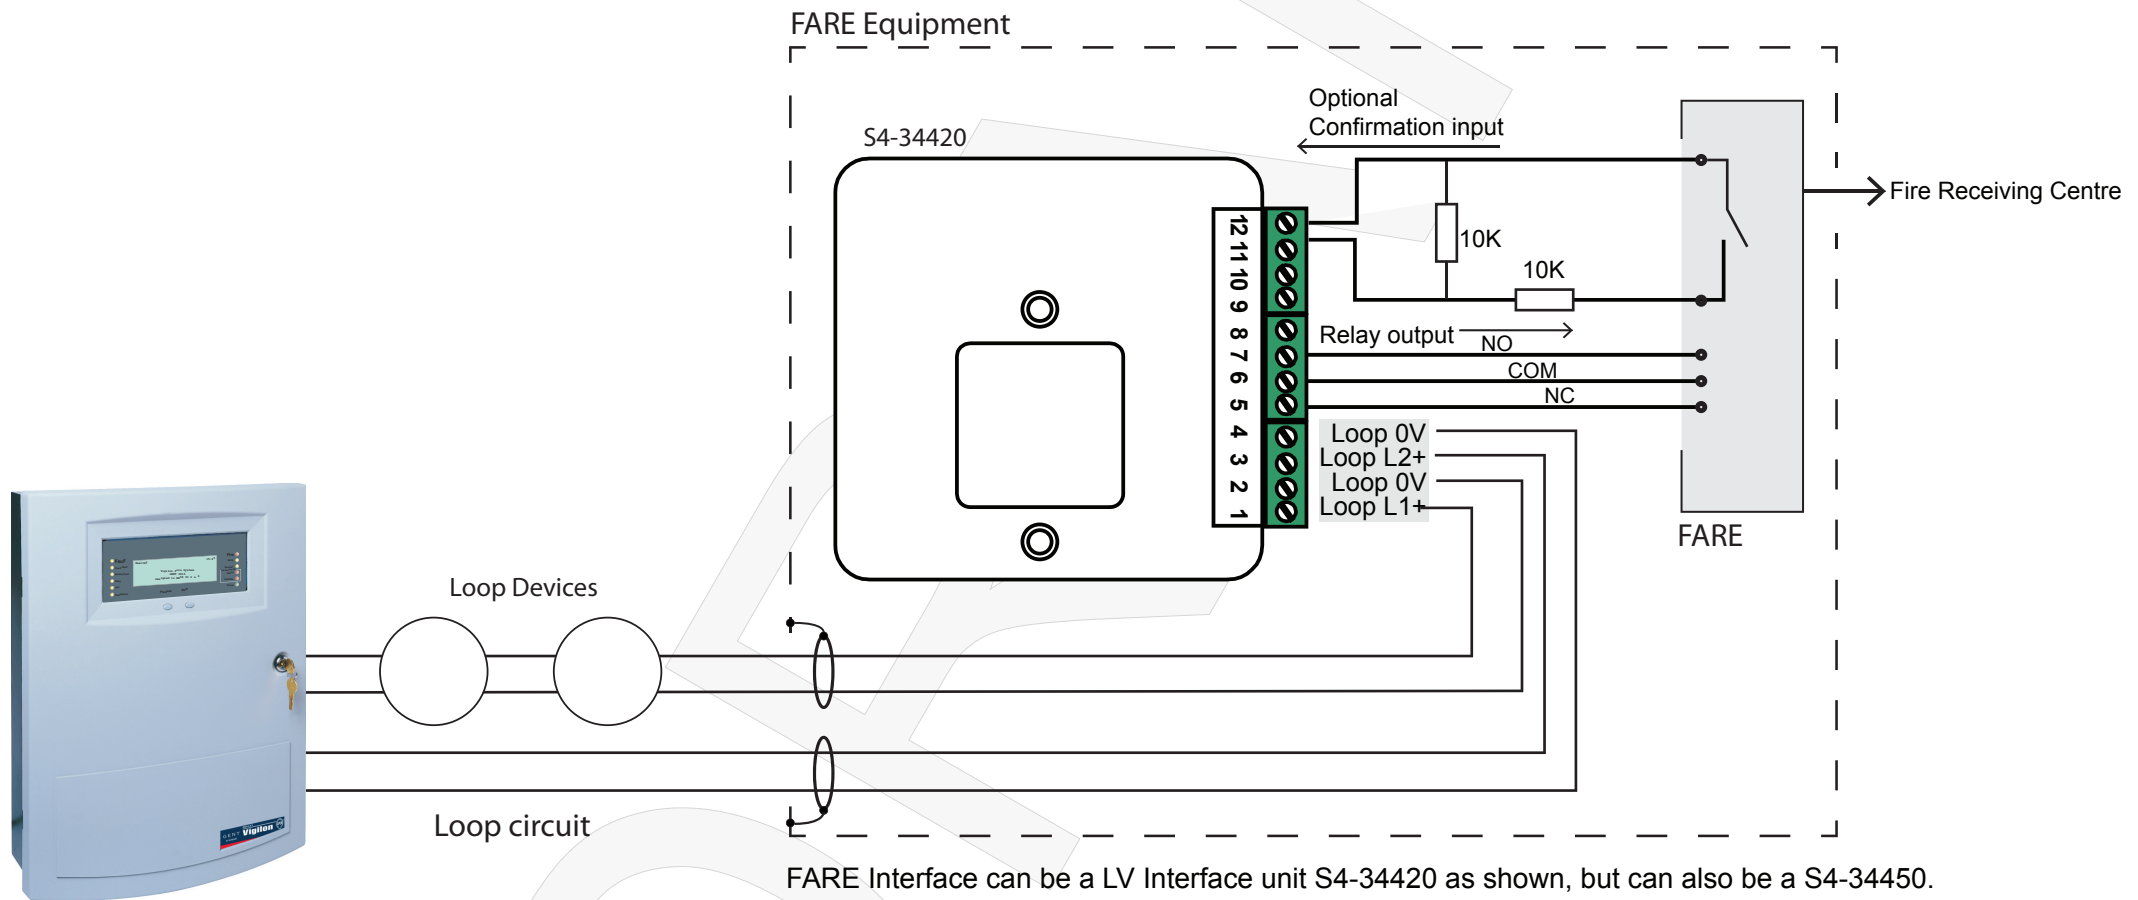 FARE Equipment
S4-34420
Optional
Confirmation input
12
11
10
9
8
7
6
5
4
3
2
1
10K
10K
Fire Receiving Centre
Relay output
NO
COM
NC
Loop 0V
Loop L2+
Loop 0V
Loop L1+
FARE
Loop Devices
Loop circuit
GENT Vigilon
FARE Interface can be a LV Interface unit S4-34420 as shown, but can also be a S4-34450.